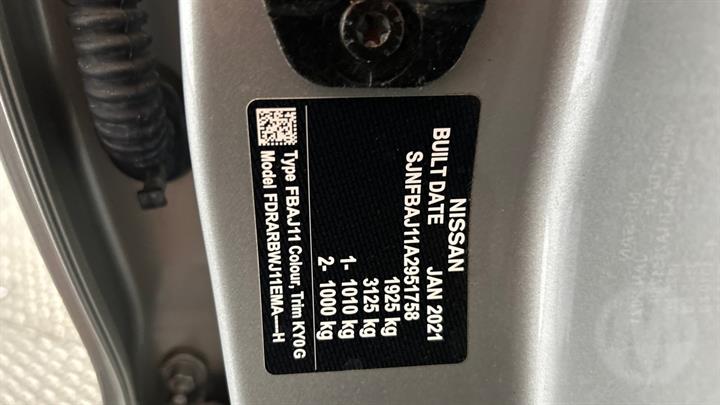 NISSAN
BUILT DATE JAN 2021
SJNFBAJ11A2951758
1925 kg
3125 kg
1- 1010 kg
2- 1000 kg
Type FBAJ11 Colour, Trim KY0G
Model FDRARBWJ11EMA----H